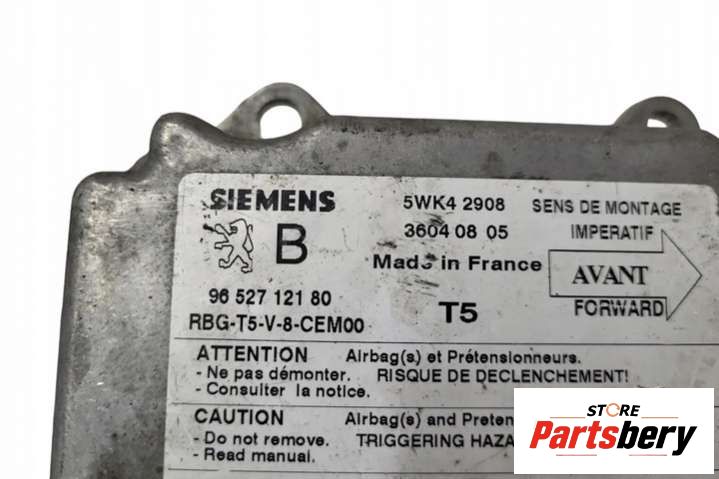 SIEMENS 5WK4 2908 SENS DE MONTAGE
B 3604 08 05 IMPERATIF
Made in France AVANT
96 527 121 80 T5 FORWARD
RBG-T5-V-8-CEM00
ATTENTION Airbag(s) et Prétensionneurs.
- Ne pas démonter. RISQUE DE DECLENCHEMENT!
- Consulter la notice.
CAUTION Airbag(s) and Preten
- Do not remove. TRIGGERING HAZA
- Read manual.
STORE
Partsbery